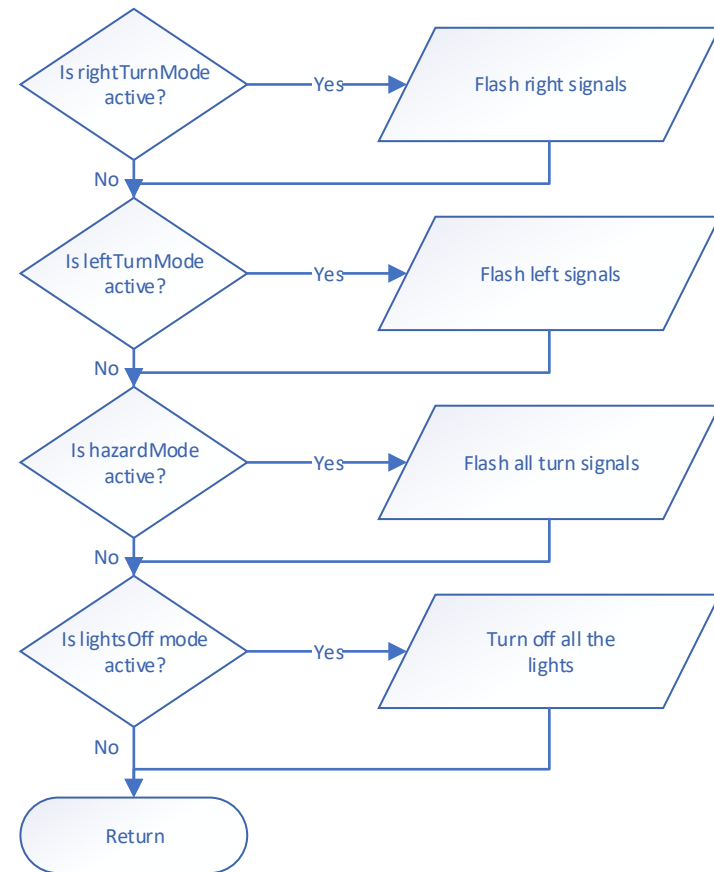 Is rightTurnMode
active?
Yes
Flash right signals
No
Is leftTurnMode
active?
Yes
Flash left signals
No
Is hazardMode
active?
Yes
Flash all turn signals
No
Is lightsOff mode
active?
Yes
Turn off all the
lights
No
Return